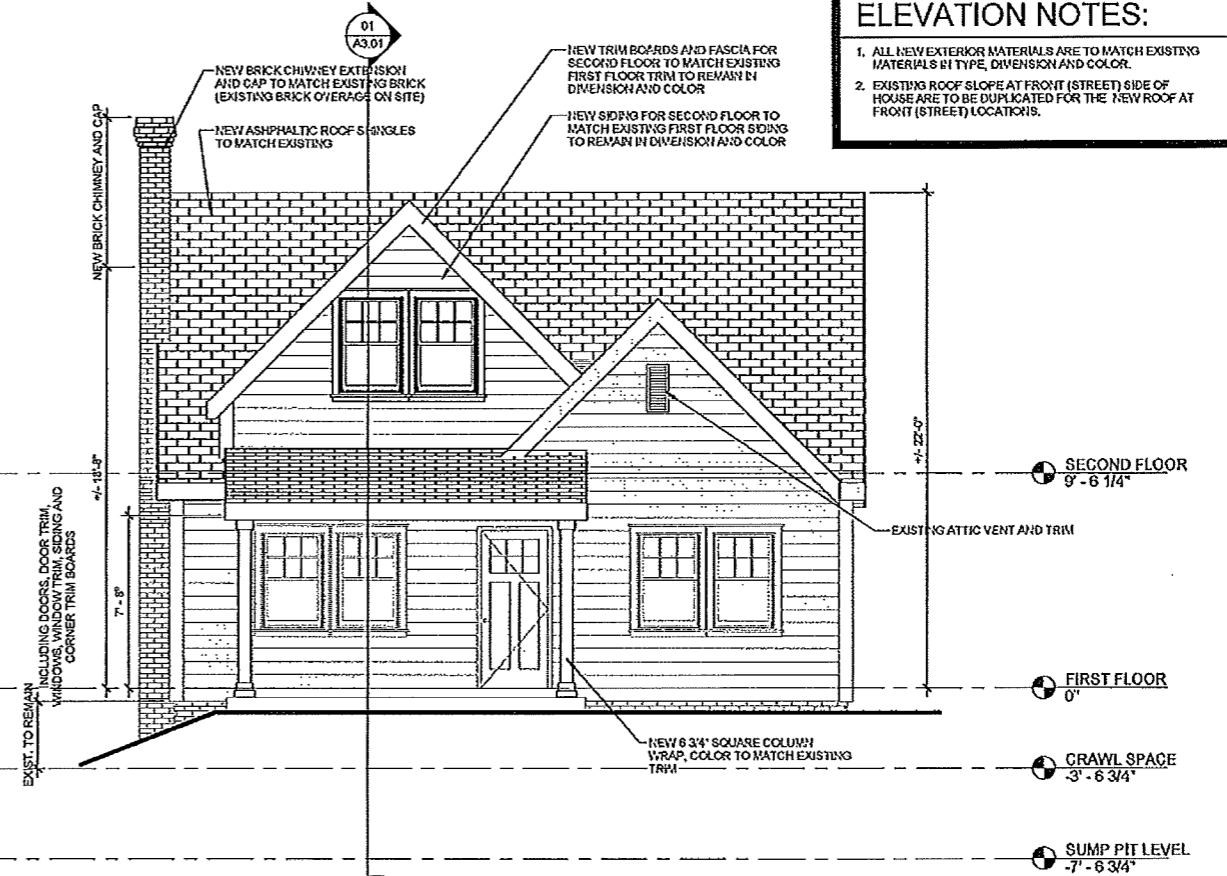 01
A3.01
ELEVATION NOTES:
1. ALL NEW EXTERIOR MATERIALS ARE TO MATCH EXISTING
MATERIALS IN TYPE, DIVENSION AND COLOR.
2. EXISTING ROOF SLOPE AT FRONT (STREET) SIDE OF
HOUSE ARE TO BE DUPLICATED FOR THE NEW ROOF AT
FRONT (STREET) LOCATIONS.
NEW BRICK CHIMNEY EXTENSION
AND CAP TO MATCH EXISTING BRICK
(EXISTING BRICK OVERAGE ON SITE)
NEW ASHPHALTIC ROOF SHINGLES
TO MATCH EXISTING
NEW TRIM BOARDS AND FASCIA FOR
SECOND FLOOR TO MATCH EXISTING
FIRST FLOOR TRIM TO REMAIN IN
DIMENSION AND COLOR
NEW SIDING FOR SECOND FLOOR TO
MATCH EXISTING FIRST FLOOR SIDING
TO REMAIN IN DIMENSION AND COLOR
NEW BRICK CHIMNEY AND CAP
+/- 22'-0"
SECOND FLOOR
9' - 6 1/4"
EXISTING ATTIC VENT AND TRIM
7' - 8"
EXIST. TO REMAIN
INCLUDING DOORS, DOOR TRIM,
WINDOWS, WINDOW TRIM, SIDING AND
CORNER TRIM BOARDS
FIRST FLOOR
0"
NEW 6 3/4" SQUARE COLUMN
WRAP, COLOR TO MATCH EXISTING
TRIM
CRAWL SPACE
-3' - 6 3/4"
SUMP PIT LEVEL
-7' - 6 3/4"